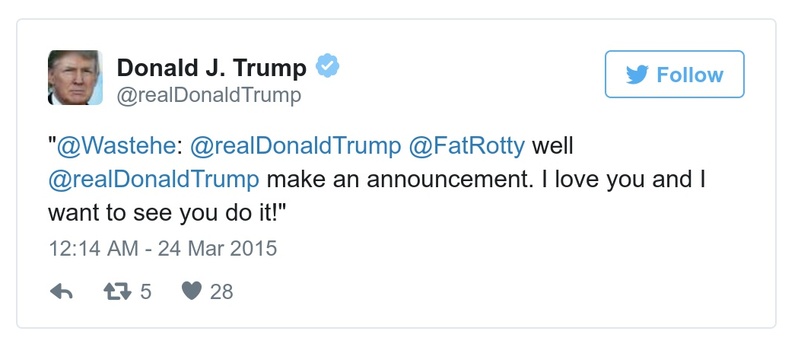 Donald J. Trump
@realDonaldTrump
Follow
"@Wastehe: @realDonaldTrump @FatRotty well
@realDonaldTrump make an announcement. I love you and I
want to see you do it!"
12:14 AM - 24 Mar 2015
5 28